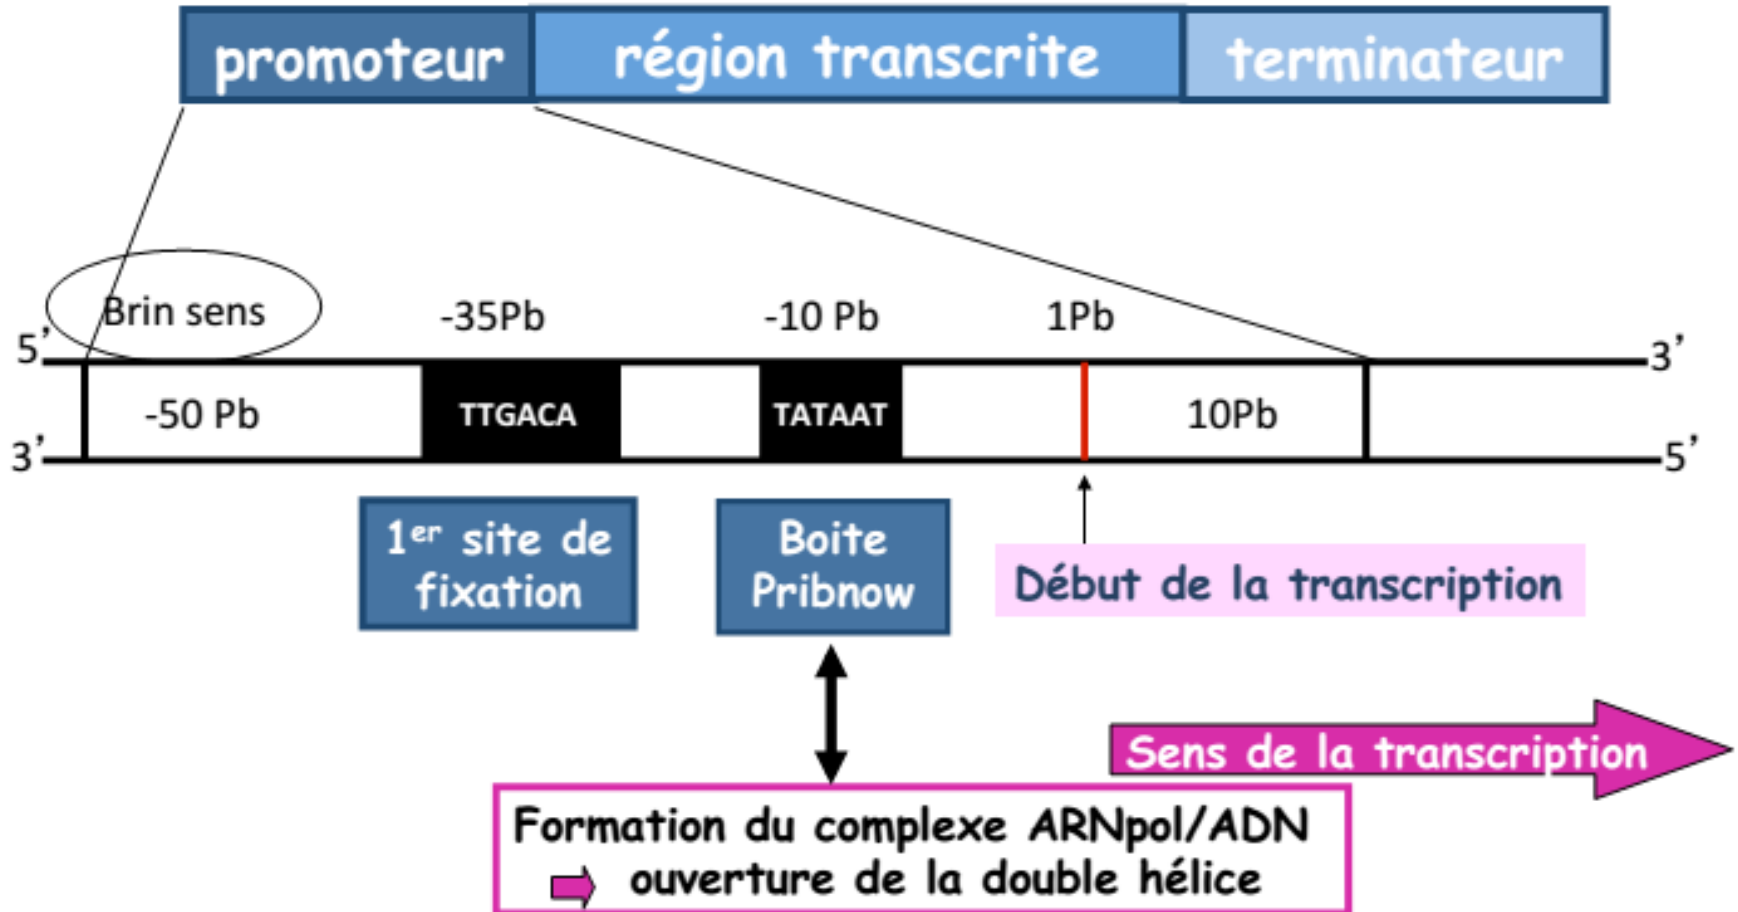 promoteur région transcrite terminateur
Brin sens -35Pb -10 Pb 1Pb
5’ 3’
-50 Pb TTGACA TATAAT 10Pb
3’ 5’
1er site de
fixation
Boite
Pribnow
Début de la transcription
Sens de la transcription
Formation du complexe ARNpol/ADN
ouverture de la double hélice